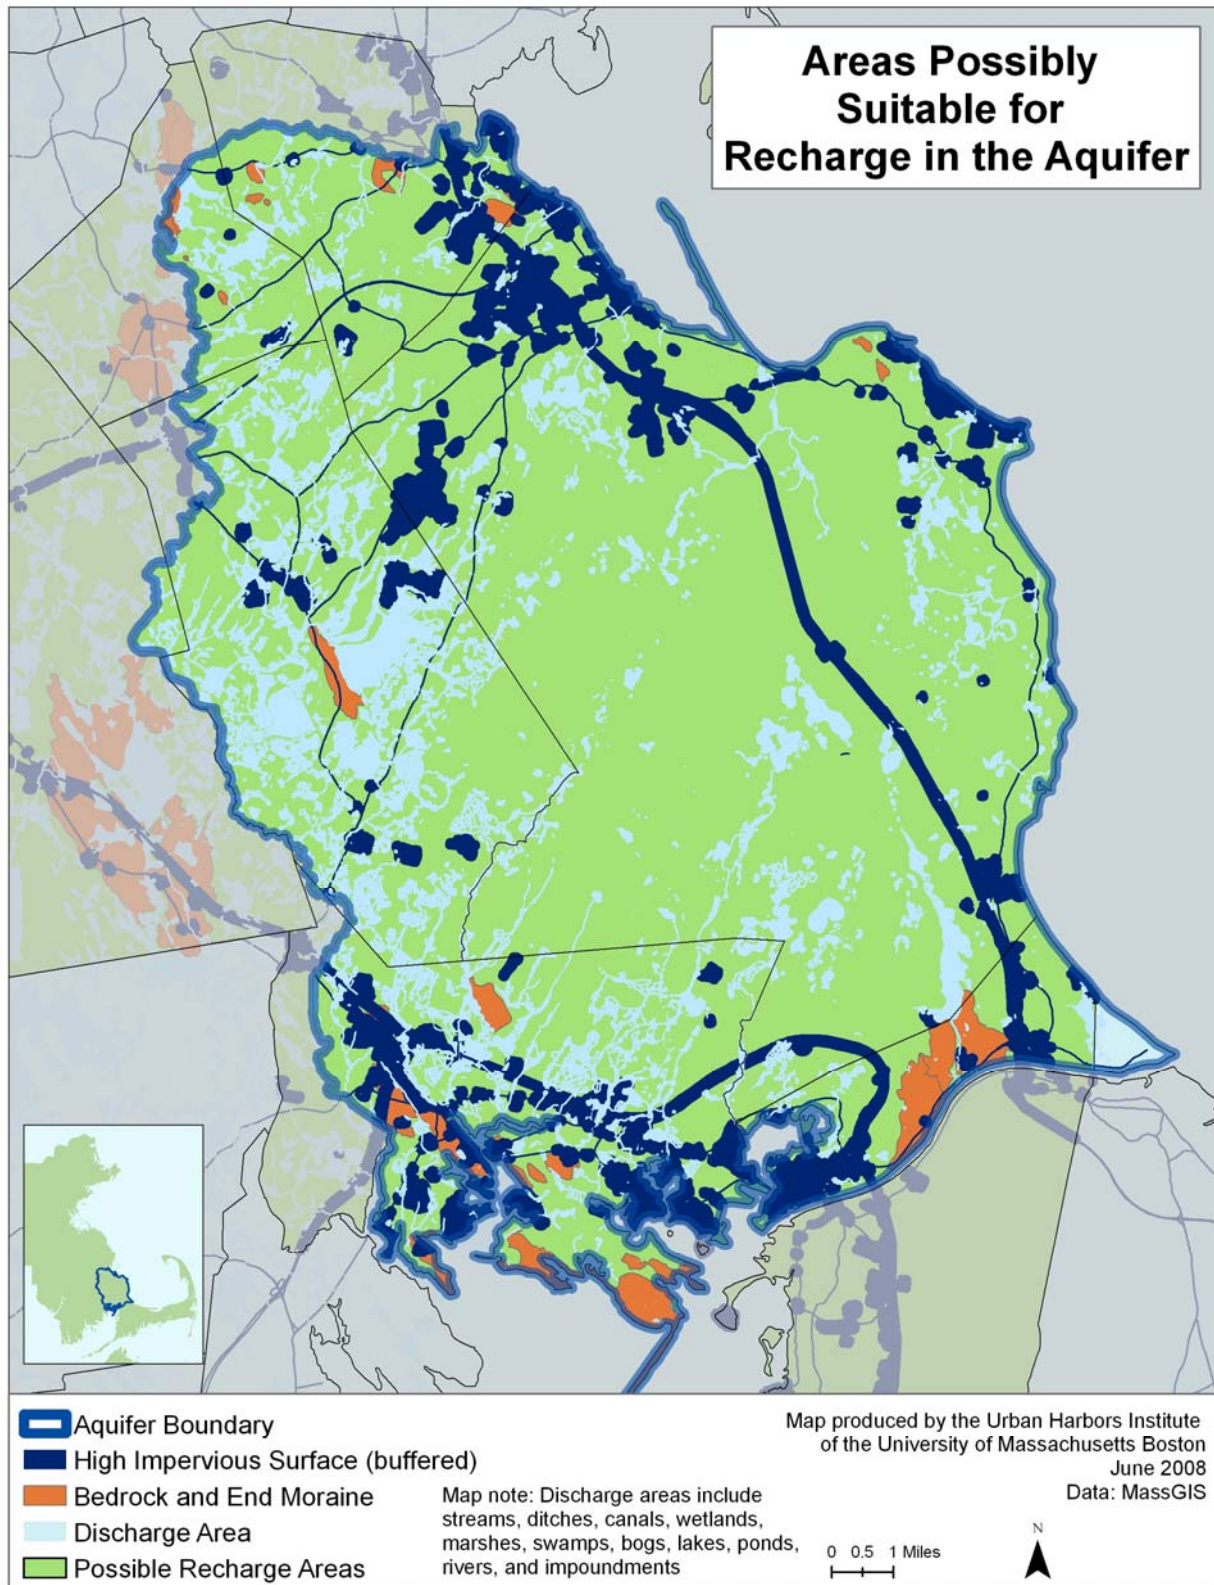 Areas Possibly
Suitable for
Recharge in the Aquifer
Aquifer Boundary
High Impervious Surface (buffered)
Bedrock and End Moraine
Discharge Area
Possible Recharge Areas
Map note: Discharge areas include
streams, ditches, canals, wetlands,
marshes, swamps, bogs, lakes, ponds,
rivers, and impoundments
Map produced by the Urban Harbors Institute
of the University of Massachusetts Boston
June 2008
Data: MassGIS
0 0.5 1 Miles
N